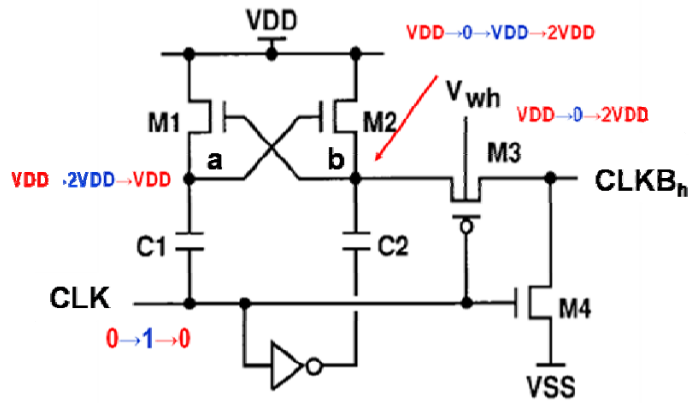 VDD
VDD→0→VDD→2VDD
Vwh
VDD→0→2VDD
M1
M2
M3
a
b
VDD→2VDD→VDD
CLKBh
C1
C2
CLK
M4
0→1→0
VSS